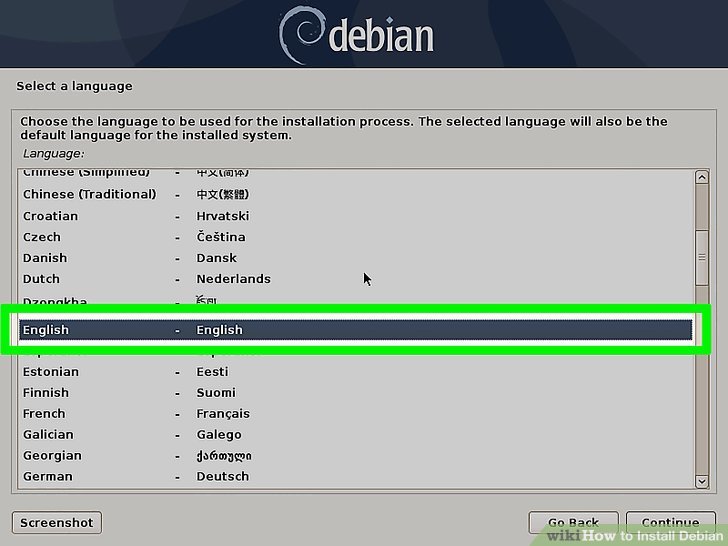 debian
Select a language
Choose the language to be used for the installation process. The selected language will also be the
default language for the installed system.
Language:
Chinese (Simplified) - 中文(简体)
Chinese (Traditional) - 中文(繁體)
Croatian - Hrvatski
Czech - Čeština
Danish - Dansk
Dutch - Nederlands
Dzongkha -
English - English
Estonian - Eesti
Finnish - Suomi
French - Français
Galician - Galego
Georgian - ქართული
German - Deutsch
Screenshot Go Back Continue
wikiHow to Install Debian